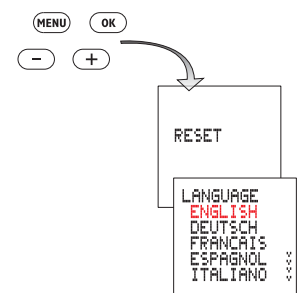 MENU OK
− +
RESET
LANGUAGE
ENGLISH
DEUTSCH
FRANCAIS
ESPAGNOL
ITALIANO